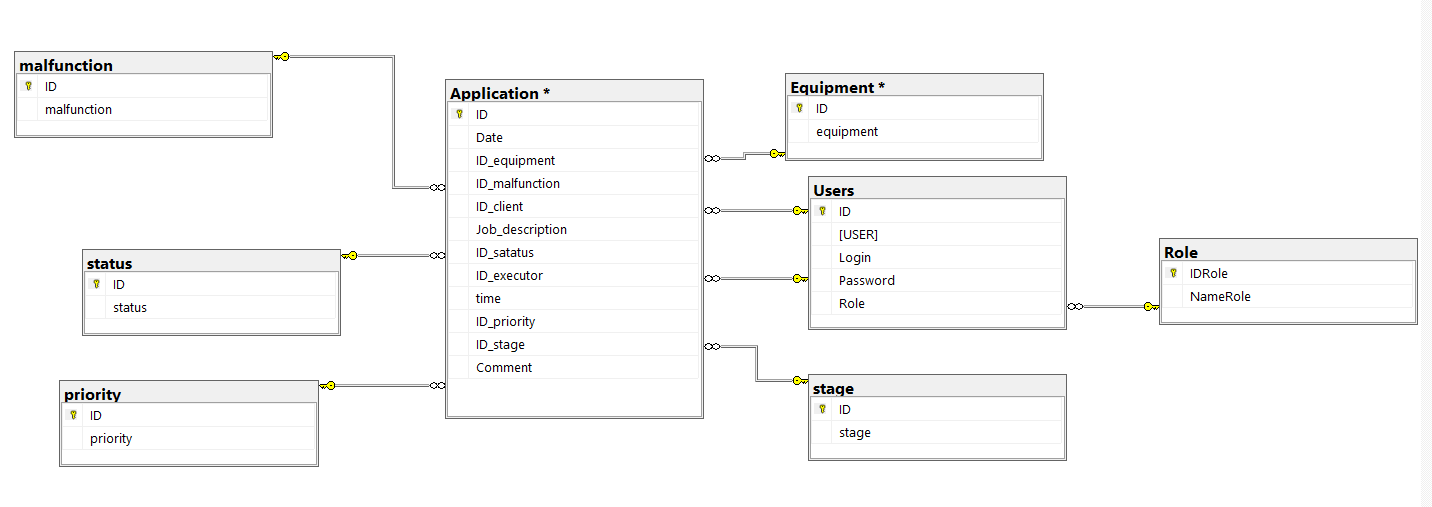 malfunction
ID
malfunction
status
ID
status
priority
ID
priority
Application *
ID
Date
ID_equipment
ID_malfunction
ID_client
Job_description
ID_satatus
ID_executor
time
ID_priority
ID_stage
Comment
Equipment *
ID
equipment
Users
ID
[USER]
Login
Password
Role
stage
ID
stage
Role
IDRole
NameRole